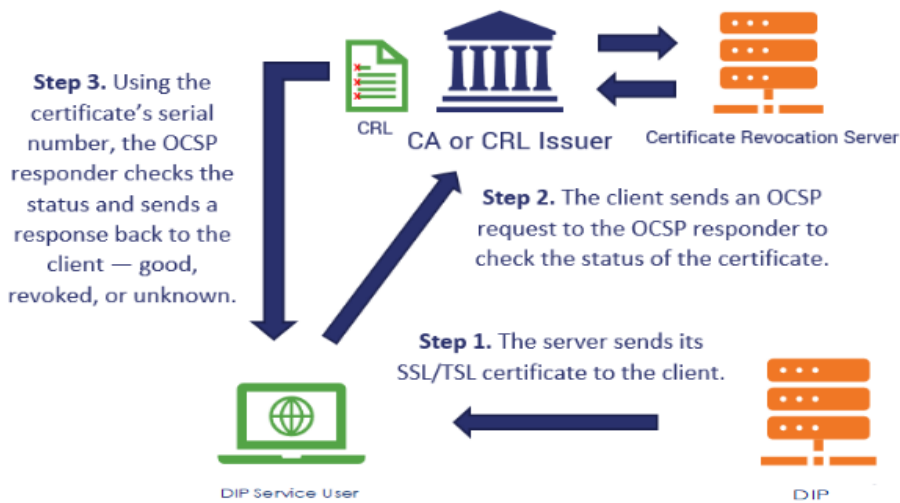 Step 3. Using the
certificate's serial
number, the OCSP
responder checks the
status and sends a
response back to the
client — good,
revoked, or unknown.
CRL
CA or CRL Issuer
Certificate Revocation Server
Step 2. The client sends an OCSP
request to the OCSP responder to
check the status of the certificate.
Step 1. The server sends its
SSL/TSL certificate to the client.
DIP Service User
DIP